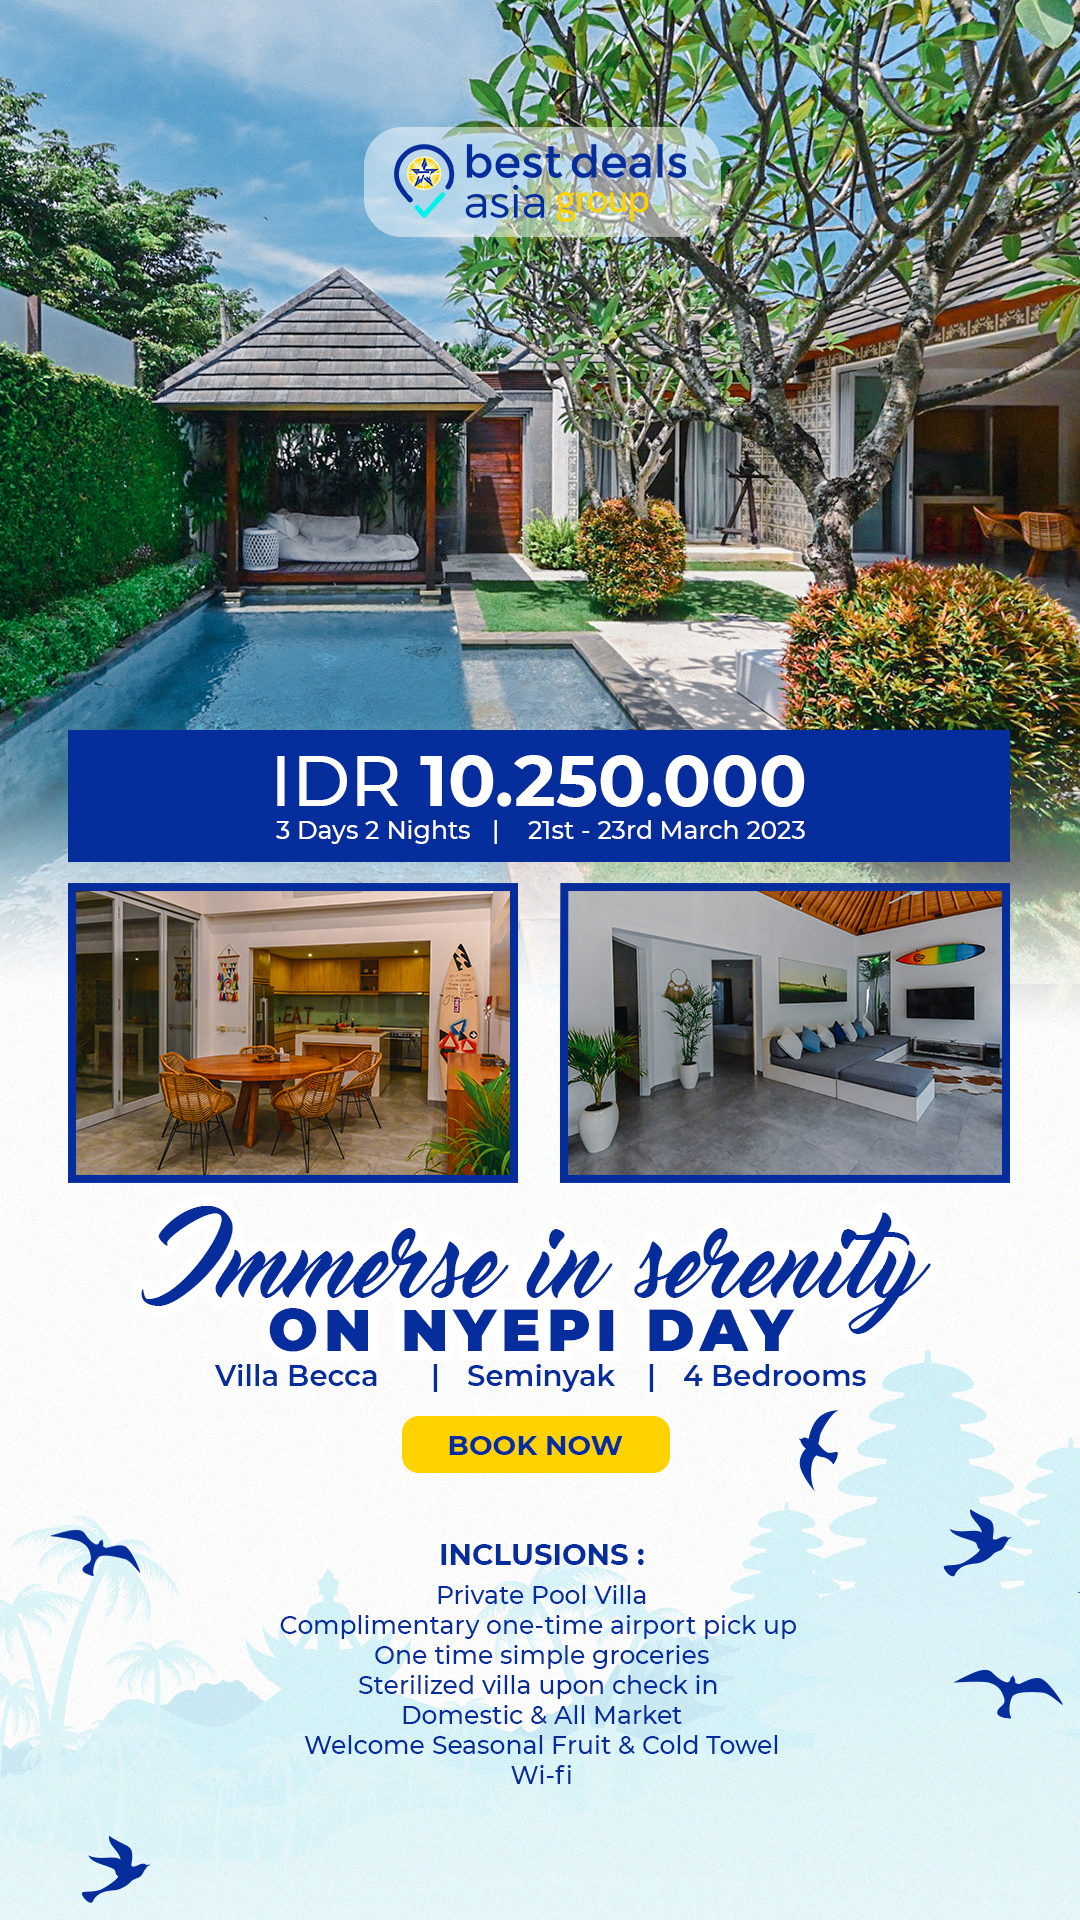 best deals
asia group
IDR 10.250.000
3 Days 2 Nights | 21st - 23rd March 2023
EAT
Immerse in serenity
ON NYEPI DAY
Villa Becca | Seminyak | 4 Bedrooms
BOOK NOW
INCLUSIONS :
Private Pool Villa
Complimentary one-time airport pick up
One time simple groceries
Sterilized villa upon check in
Domestic & All Market
Welcome Seasonal Fruit & Cold Towel
Wi-fi